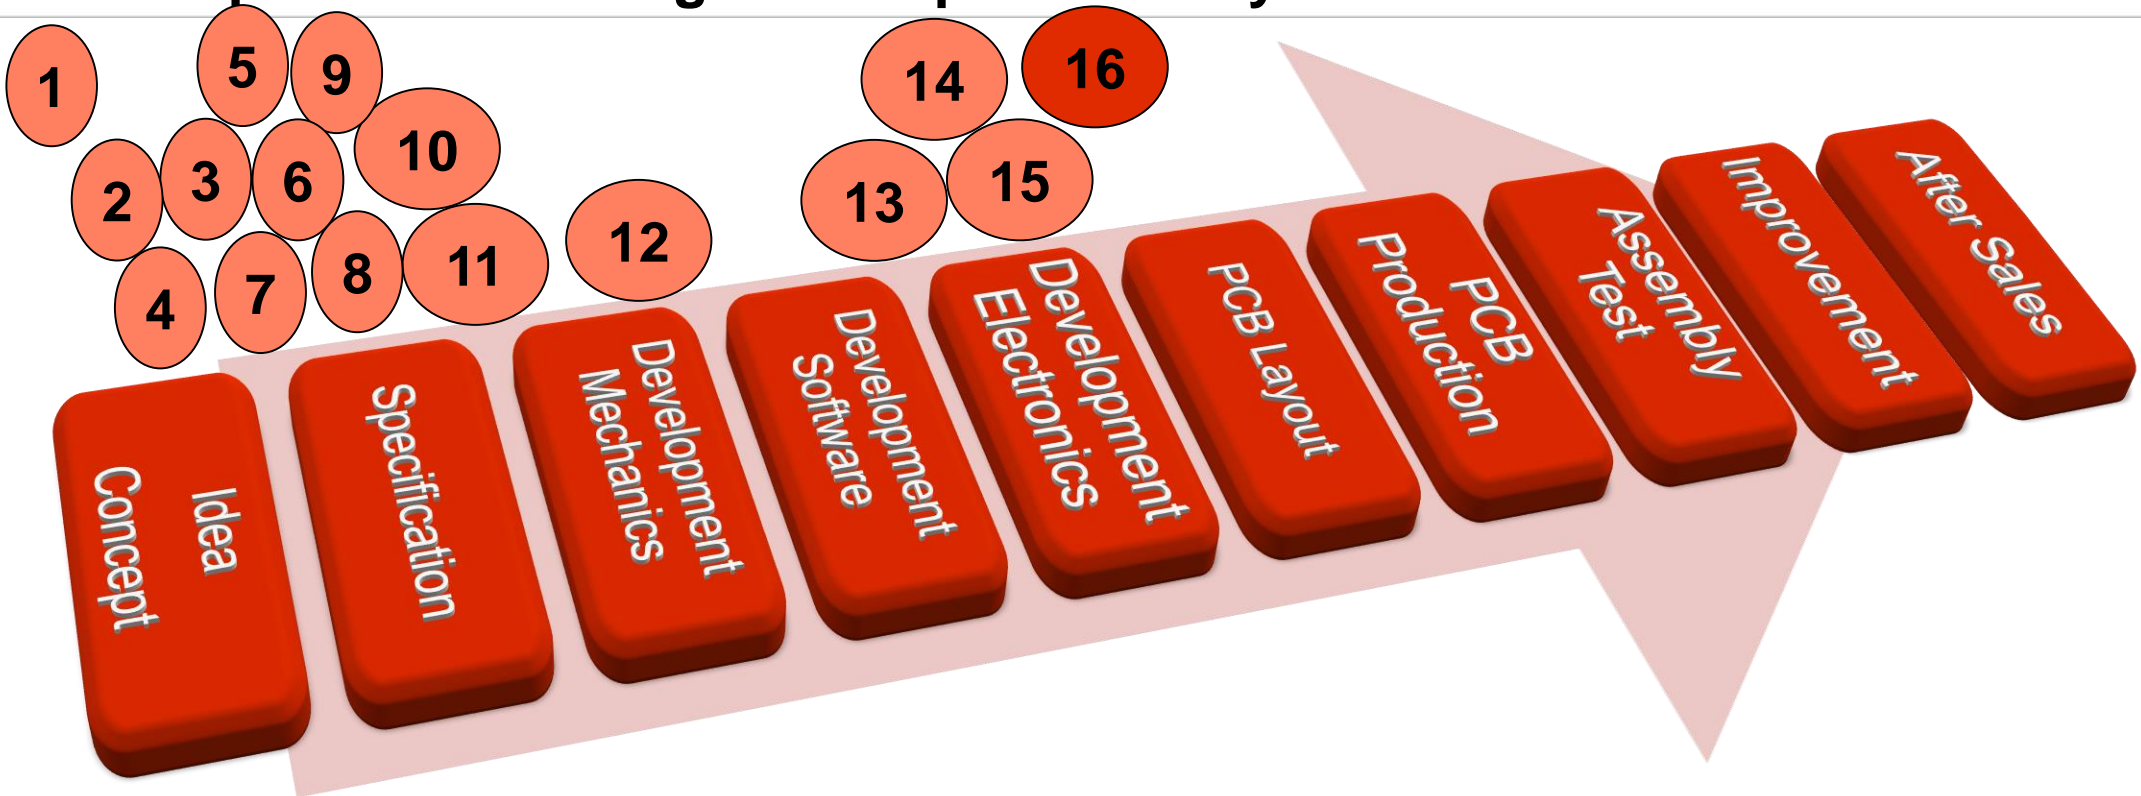 1
5
9
14
16
2
3
6
10
13
15
4
7
8
11
12
Idea
Concept
Specification
Development
Mechanics
Development
Software
Development
Electronics
PCB Layout
PCB
Production
Assembly
Test
Improvement
After Sales